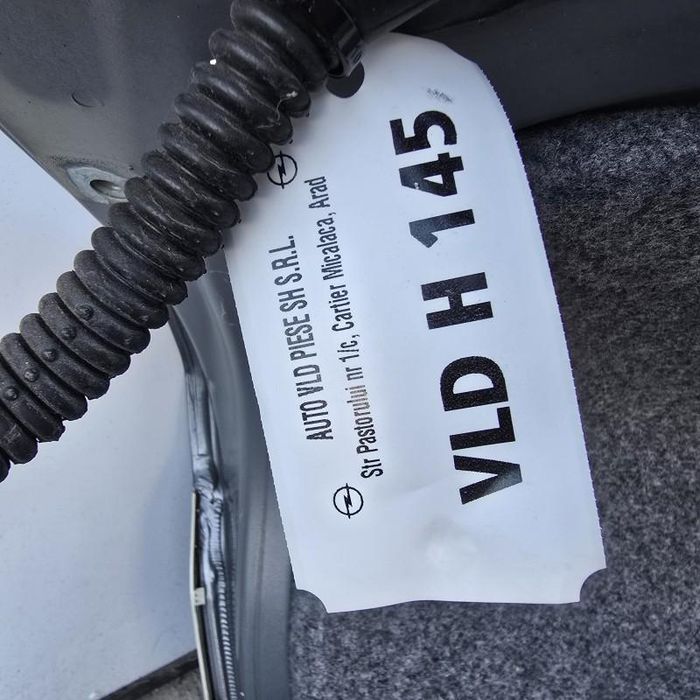 AUTO VLD PIESE SH S.R.L.
Str Pastorului nr 1/c, Cartier Micalaca, Arad
VLD H 145